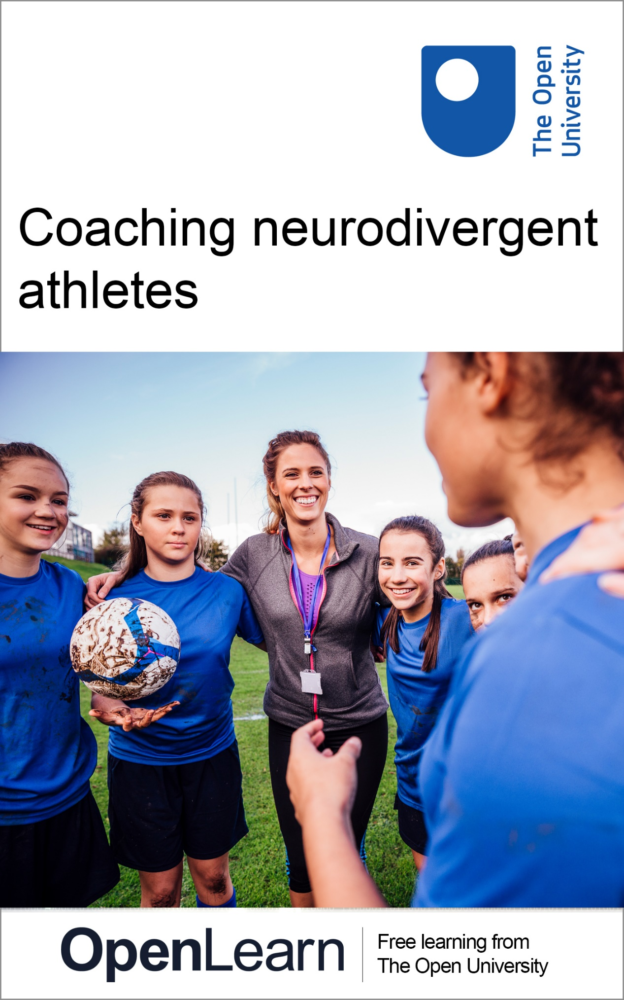 The Open
University
Coaching neurodivergent
athletes
OpenLearn
Free learning from
The Open University